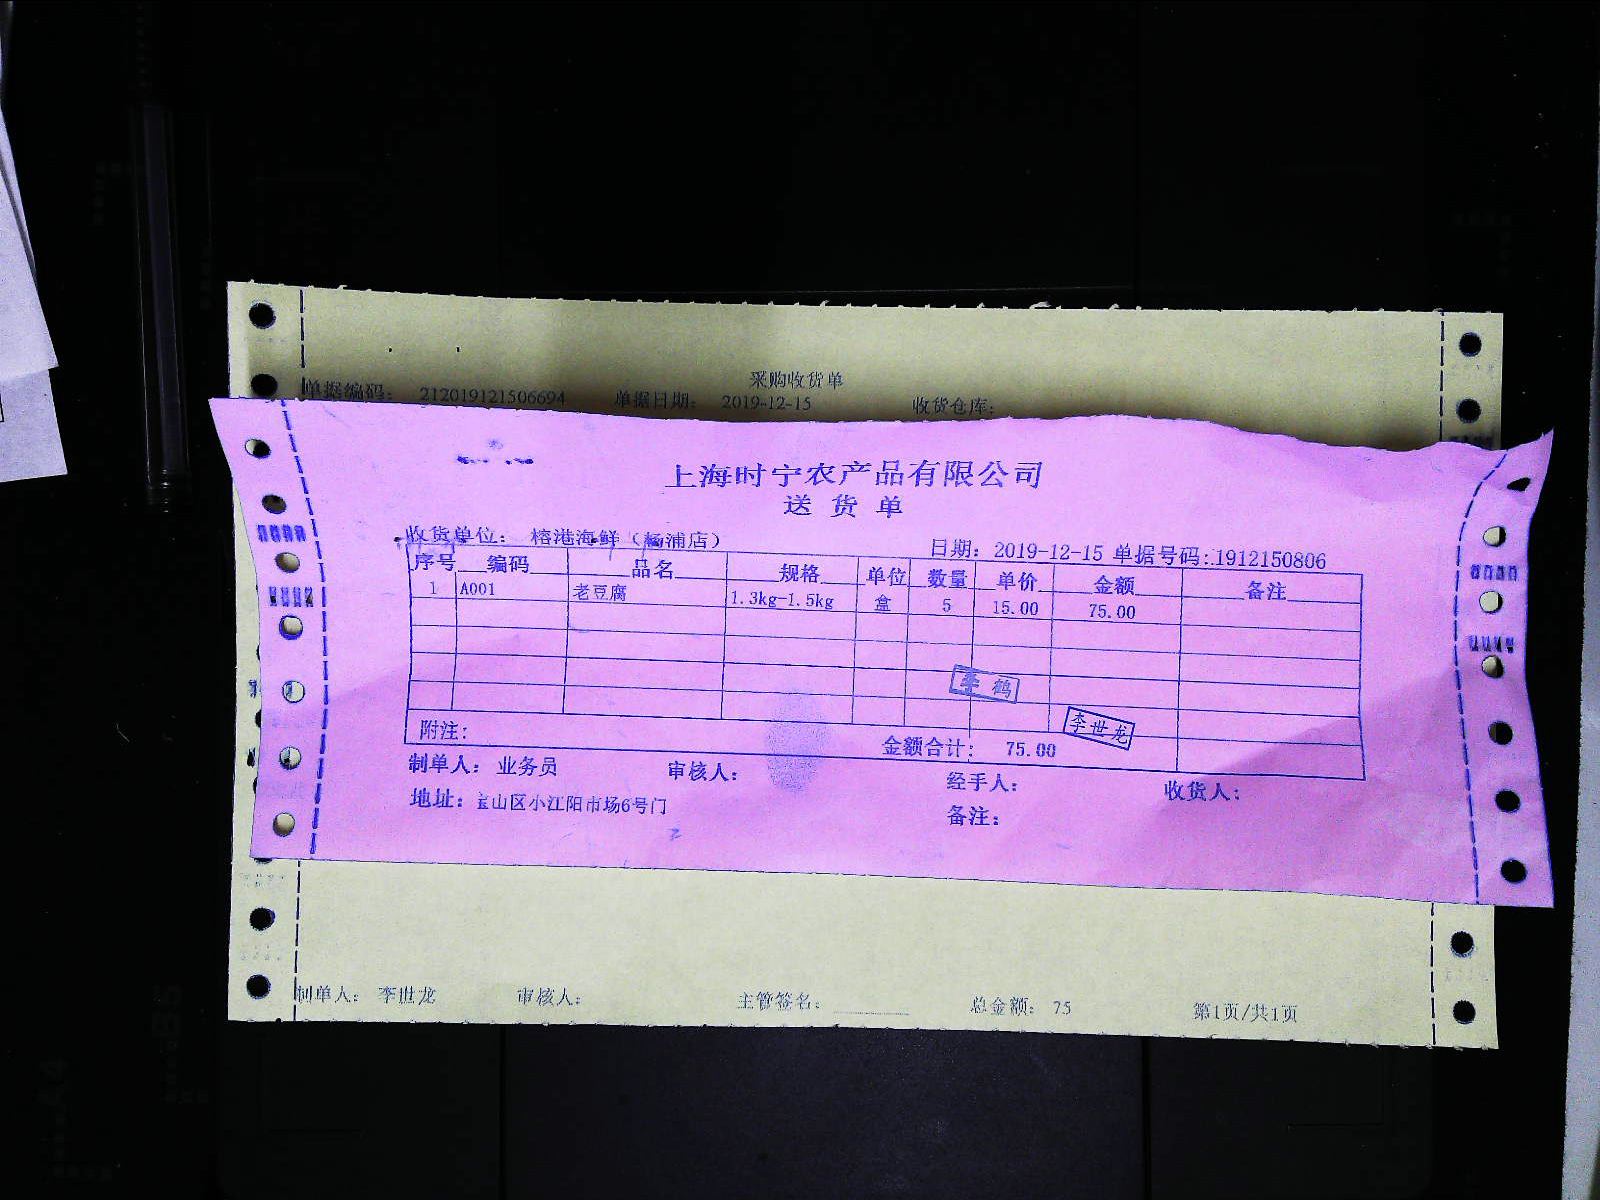 采购收货单
单据编码： 212019121506694 单据日期： 2019-12-15 收货仓库：
上海时宁农产品有限公司
送货单
收货单位： 榕港海鲜（杨浦店） 日期：2019-12-15 单据号码：1912150806
序号 编码 品名 规格 单位 数量 单价 金额 备注
1 A001 老豆腐 1.3kg-1.5kg 盒 5 15.00 75.00
李鹤
李世龙
附注： 金额合计： 75.00
制单人：业务员 审核人： 经手人： 收货人：
地址：宝山区小江阳市场6号门 备注：
制单人： 李世龙 审核人： 主管签名： 总金额： 75 第1页/共1页